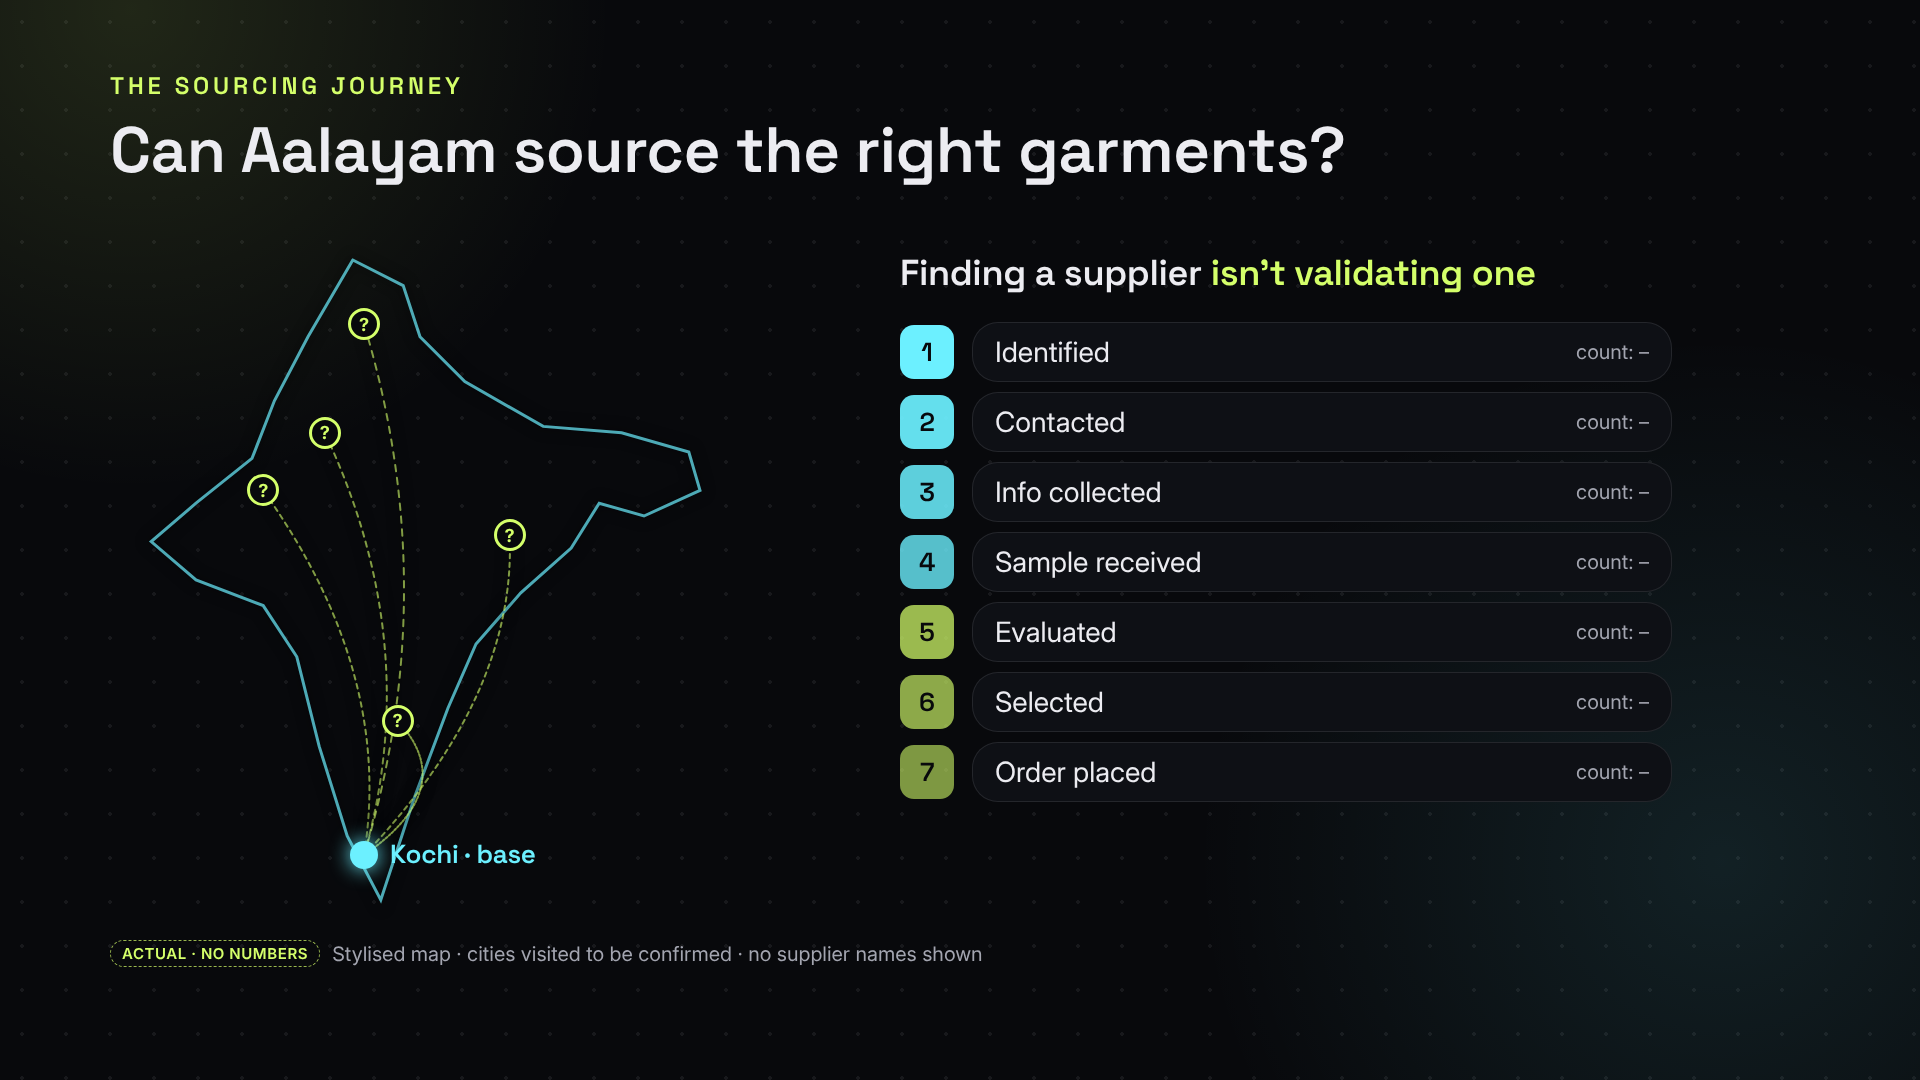 THE SOURCING JOURNEY
Can Aalayam source the right garments?
?
?
?
?
?
Kochi · base
Finding a supplier isn’t validating one
1 Identified count: –
2 Contacted count: –
3 Info collected count: –
4 Sample received count: –
5 Evaluated count: –
6 Selected count: –
7 Order placed count: –
ACTUAL · NO NUMBERS Stylised map · cities visited to be confirmed · no supplier names shown